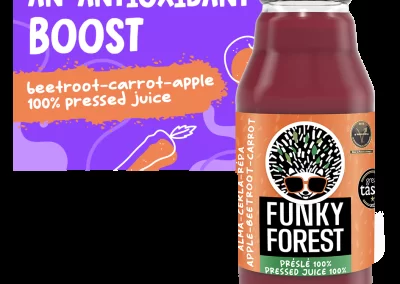 AN ANTIOXIDANT
BOOST
beetroot-carrot-apple
100% pressed juice
ALMA-CÉKLA-RÉPA
APPLE-BEETROOT-CARROT
FUNKY
FOREST
PRÉSLÉ 100%
PRESSED JUICE 100%
great
taste